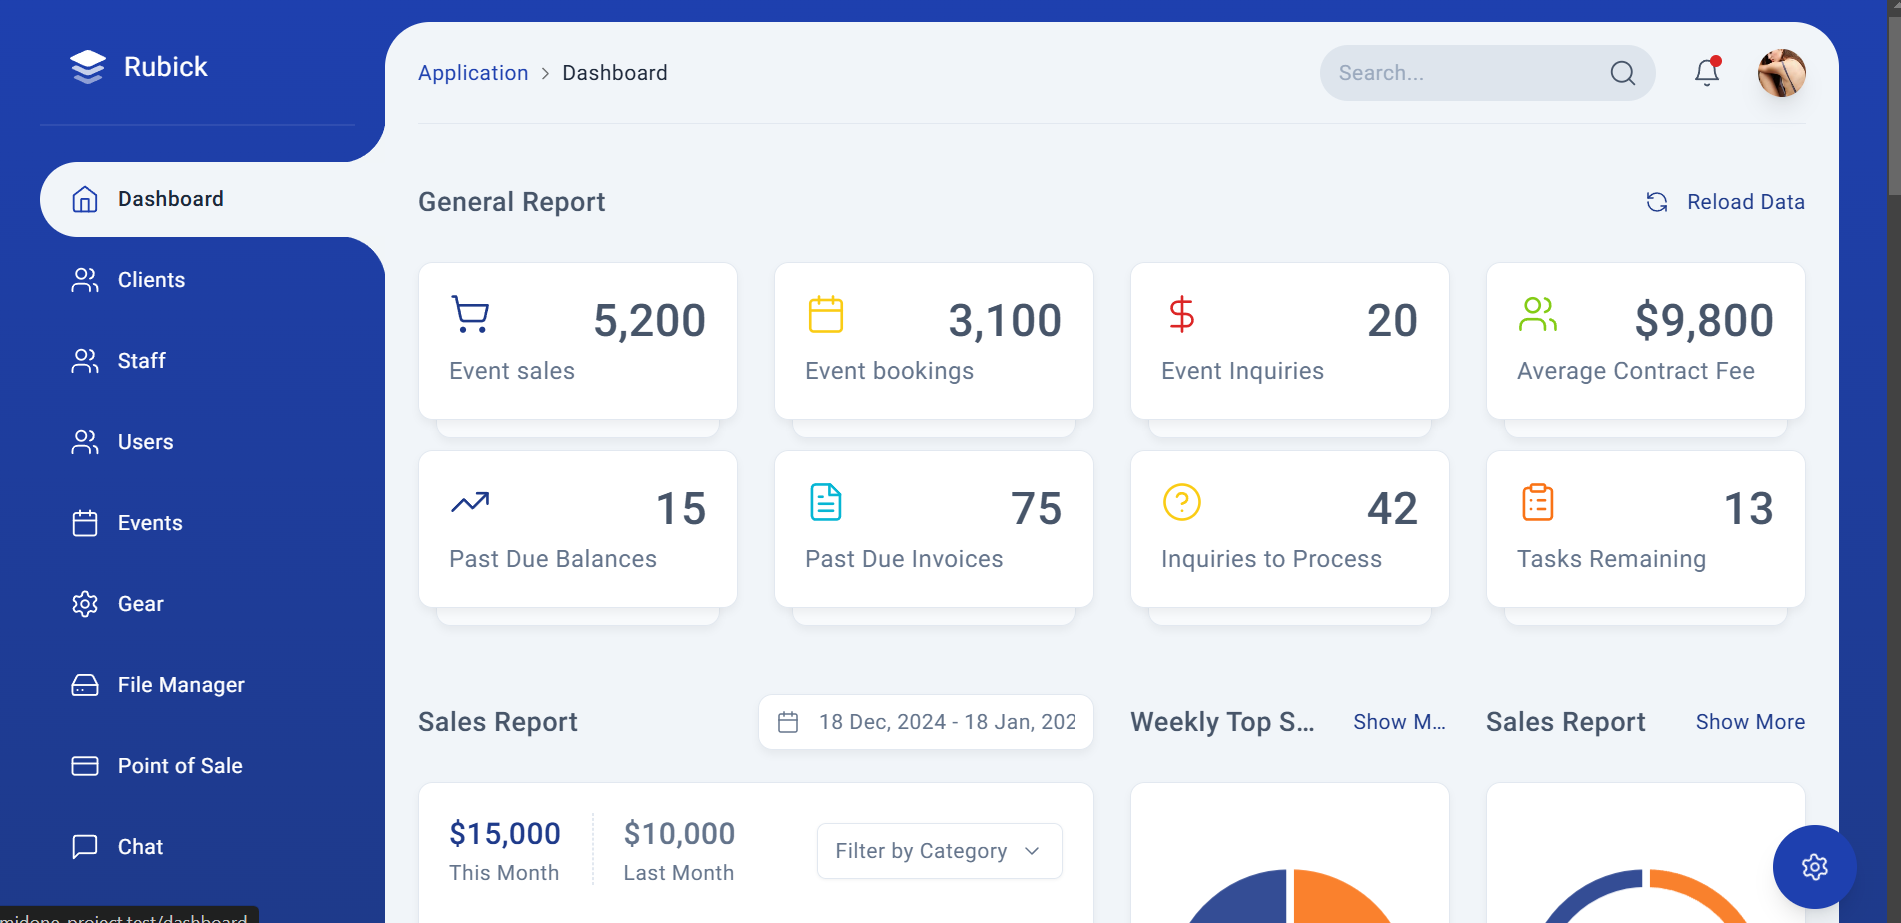 Rubick
Application > Dashboard
Search...
Dashboard
Clients
Staff
Users
Events
Gear
File Manager
Point of Sale
Chat
General Report
Reload Data
5,200
Event sales
3,100
Event bookings
20
Event Inquiries
$9,800
Average Contract Fee
15
Past Due Balances
75
Past Due Invoices
42
Inquiries to Process
13
Tasks Remaining
Sales Report
18 Dec, 2024 - 18 Jan, 202
Weekly Top S...
Show M...
Sales Report
Show More
$15,000
This Month
$10,000
Last Month
Filter by Category
midone-project.test/dashboard